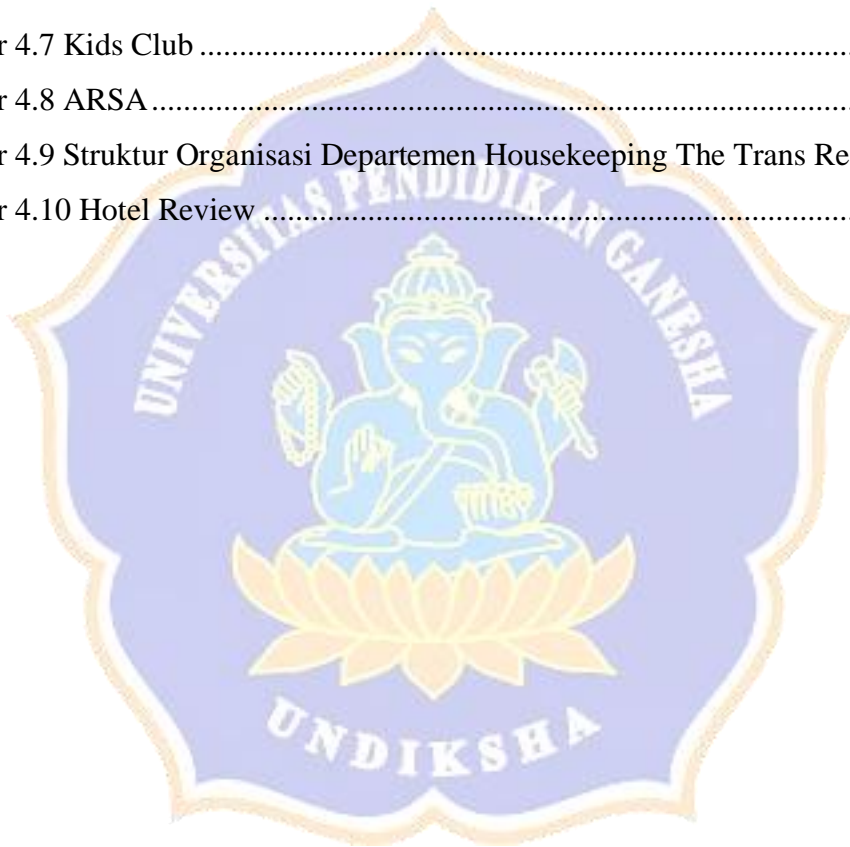 r 4.7 Kids Club ................................................................................
r 4.8 ARSA......................................................................................
r 4.9 Struktur Organisasi Departemen Housekeeping The Trans Re
r 4.10 Hotel Review ........................................................................
UNIVERSITAS PENDIDIKAN GANESHA
UNDIKSHA